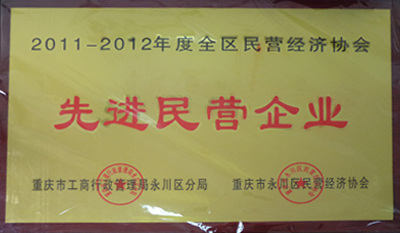 2011-2012年度全区民营经济协会
先进民营企业
重庆市工商行政管理局永川区分局 重庆市永川区民营经济协会